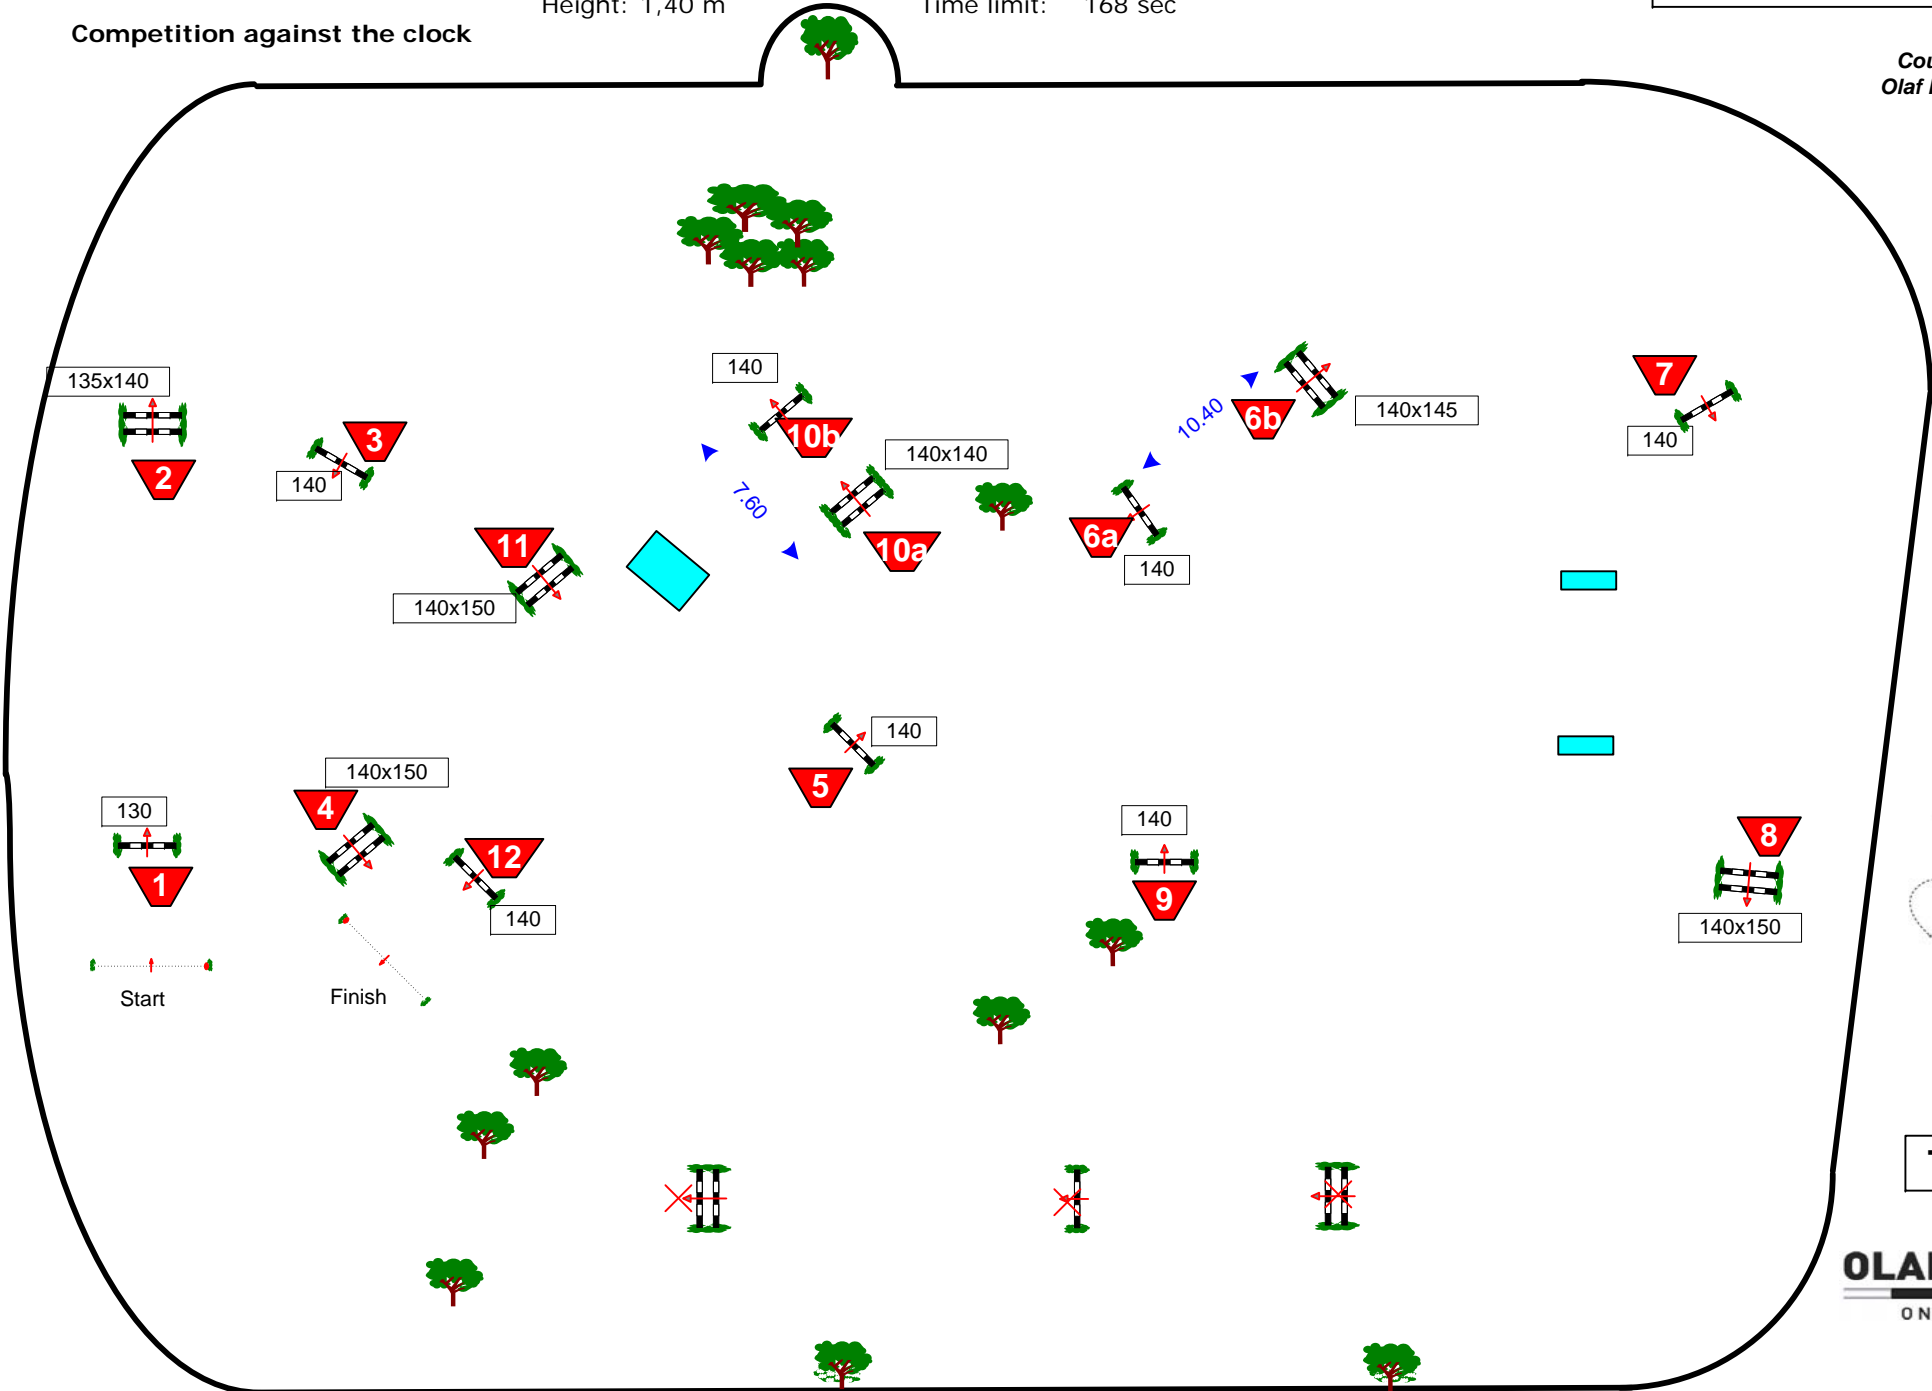 Height: 1,40 m
Time limit: 168 sec
Competition against the clock
135x140
2
3
140
140
10b
140x140
10a
7.60
10.40
6b
140x145
7
140
6a
140
11
140x150
140
5
140x150
4
130
1
12
140
140
9
8
140x150
Start
Finish